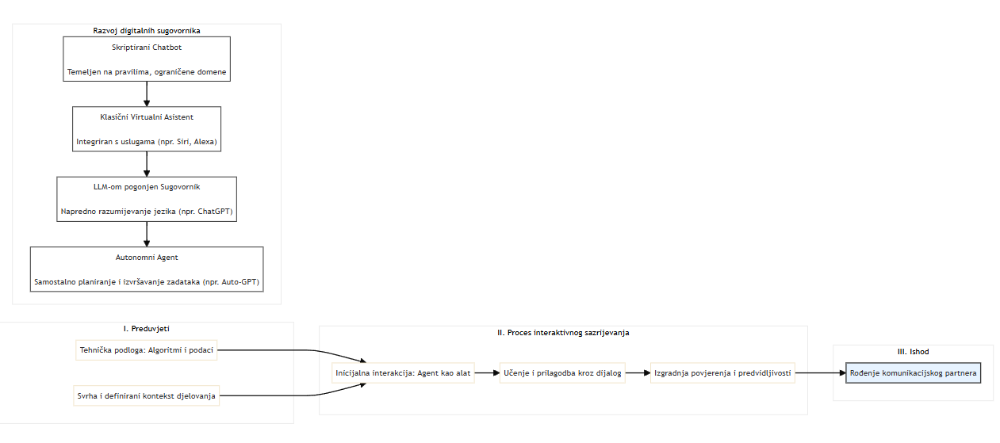 Razvoj digitalnih sugovornika
Skriptirani Chatbot
Temeljen na pravilima, ograničene domene
Klasični Virtualni Asistent
Integriran s uslugama (npr. Siri, Alexa)
LLM-om pogonjen Sugovornik
Napredno razumijevanje jezika (npr. ChatGPT)
Autonomni Agent
Samostalno planiranje i izvršavanje zadataka (npr. Auto-GPT)
I. Preduvjeti
Tehnička podloga: Algoritmi i podaci
Svrha i definirani kontekst djelovanja
II. Proces interaktivnog sazrijevanja
Inicijalna interakcija: Agent kao alat
Učenje i prilagodba kroz dijalog
Izgradnja povjerenja i predvidljivosti
III. Ishod
Rođenje komunikacijskog partnera